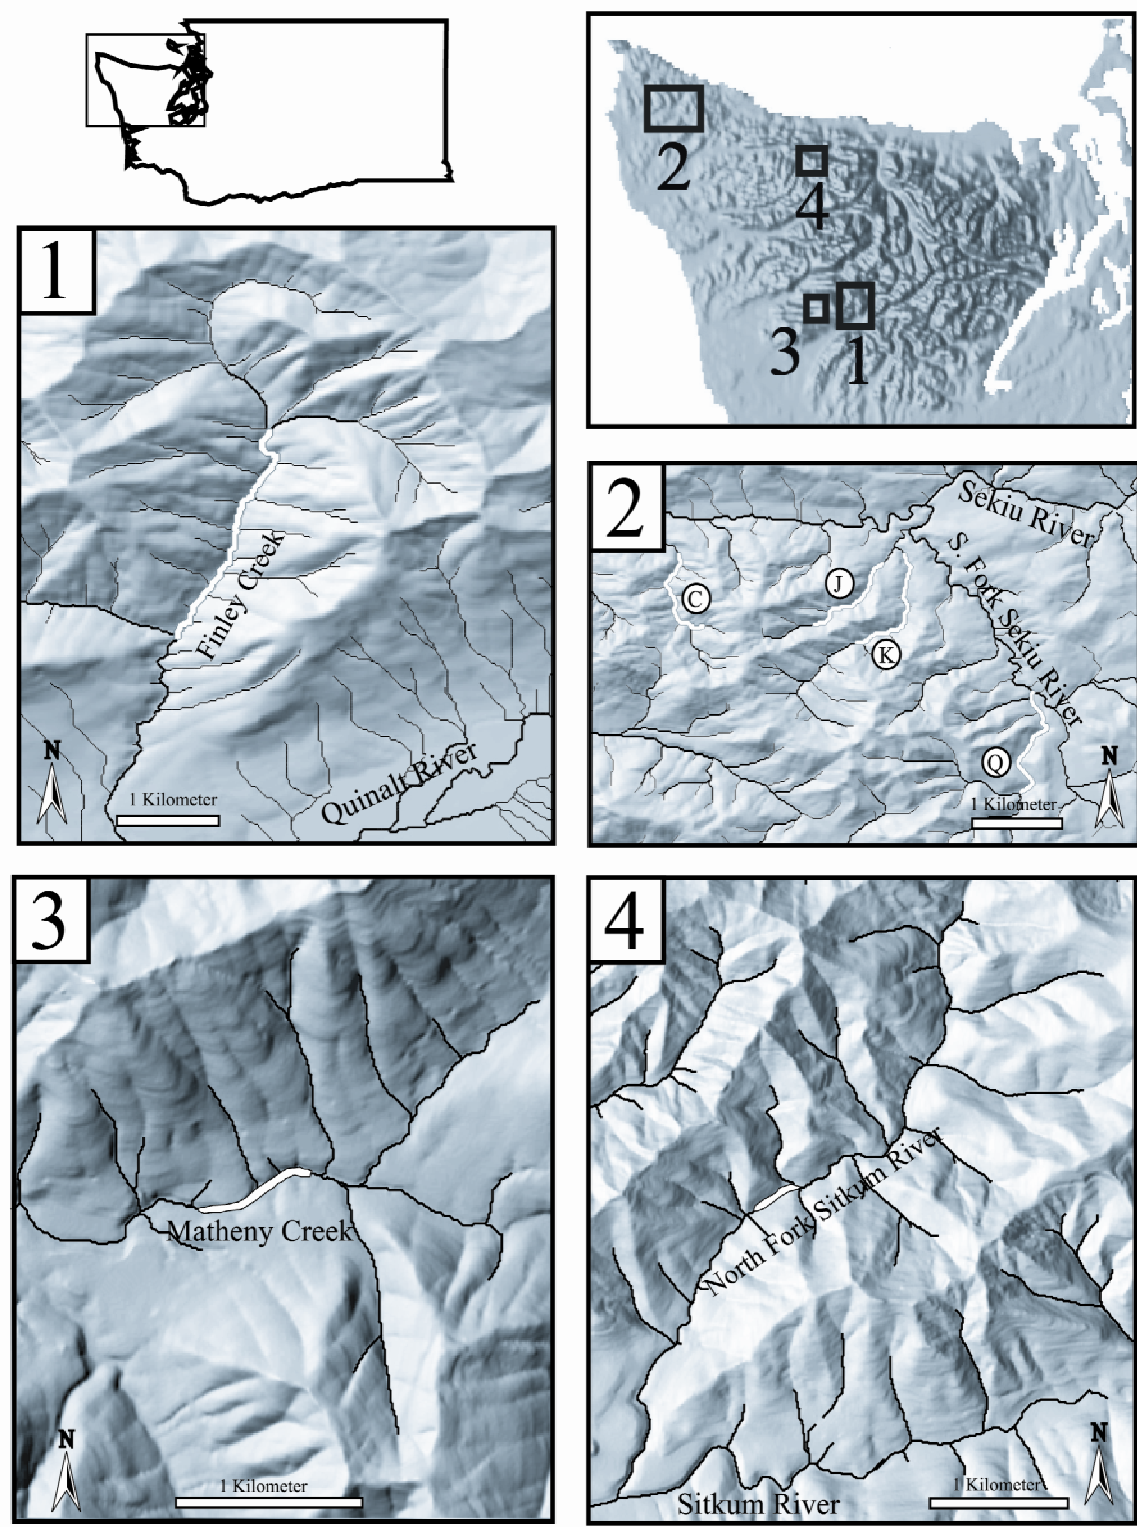 2
4
3
1
1
Finley Creek
Quinalt River
N
1 Kilometer
2
Sekiu River
S. Fork Sekiu River
C
J
K
Q
N
1 Kilometer
3
Matheny Creek
N
1 Kilometer
4
North Fork Sitkum River
N
1 Kilometer
Sitkum River